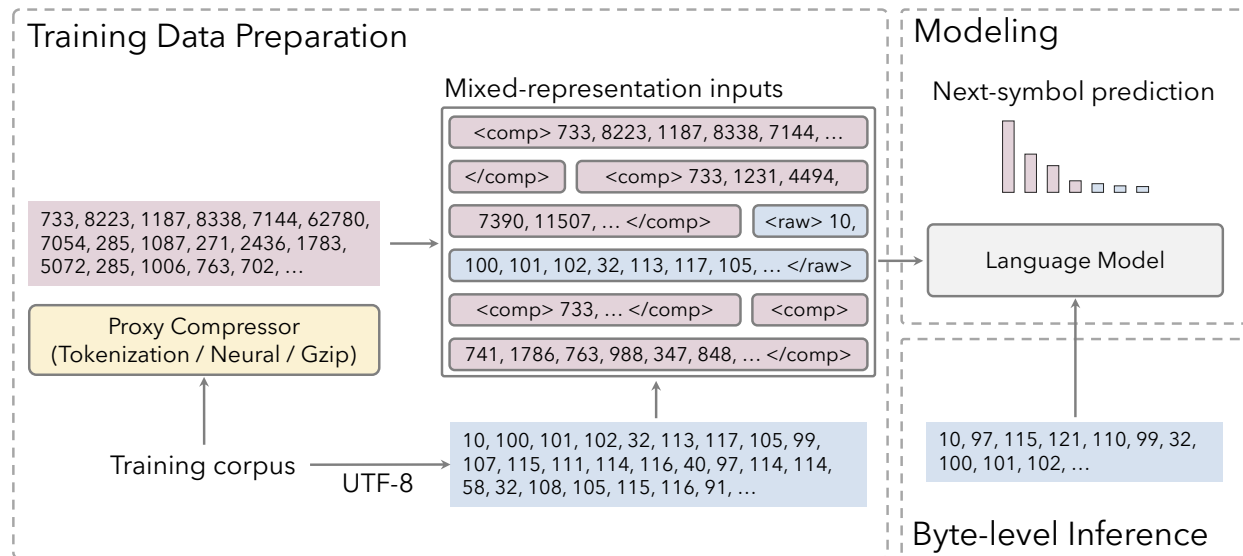 Training Data Preparation
Mixed-representation inputs
<comp> 733, 8223, 1187, 8338, 7144, …
</comp>
<comp> 733, 1231, 4494,
7390, 11507, … </comp>
<raw> 10,
100, 101, 102, 32, 113, 117, 105, … </raw>
<comp> 733, … </comp>
<comp>
741, 1786, 763, 988, 347, 848, … </comp>
733, 8223, 1187, 8338, 7144, 62780,
7054, 285, 1087, 271, 2436, 1783,
5072, 285, 1006, 763, 702, …
Proxy Compressor
(Tokenization / Neural / Gzip)
Training corpus
UTF-8
10, 100, 101, 102, 32, 113, 117, 105, 99,
107, 115, 111, 114, 116, 40, 97, 114, 114,
58, 32, 108, 105, 115, 116, 91, …
Modeling
Next-symbol prediction
Language Model
10, 97, 115, 121, 110, 99, 32,
100, 101, 102, …
Byte-level Inference